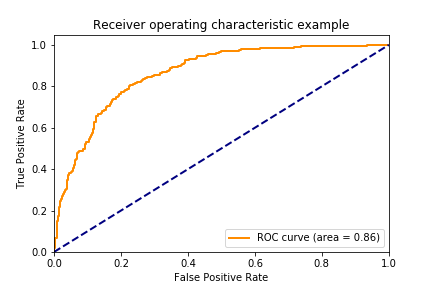 Receiver operating characteristic example
True Positive Rate
1.0
0.8
0.6
0.4
0.2
0.0
ROC curve (area = 0.86)
0.0 0.2 0.4 0.6 0.8 1.0
False Positive Rate